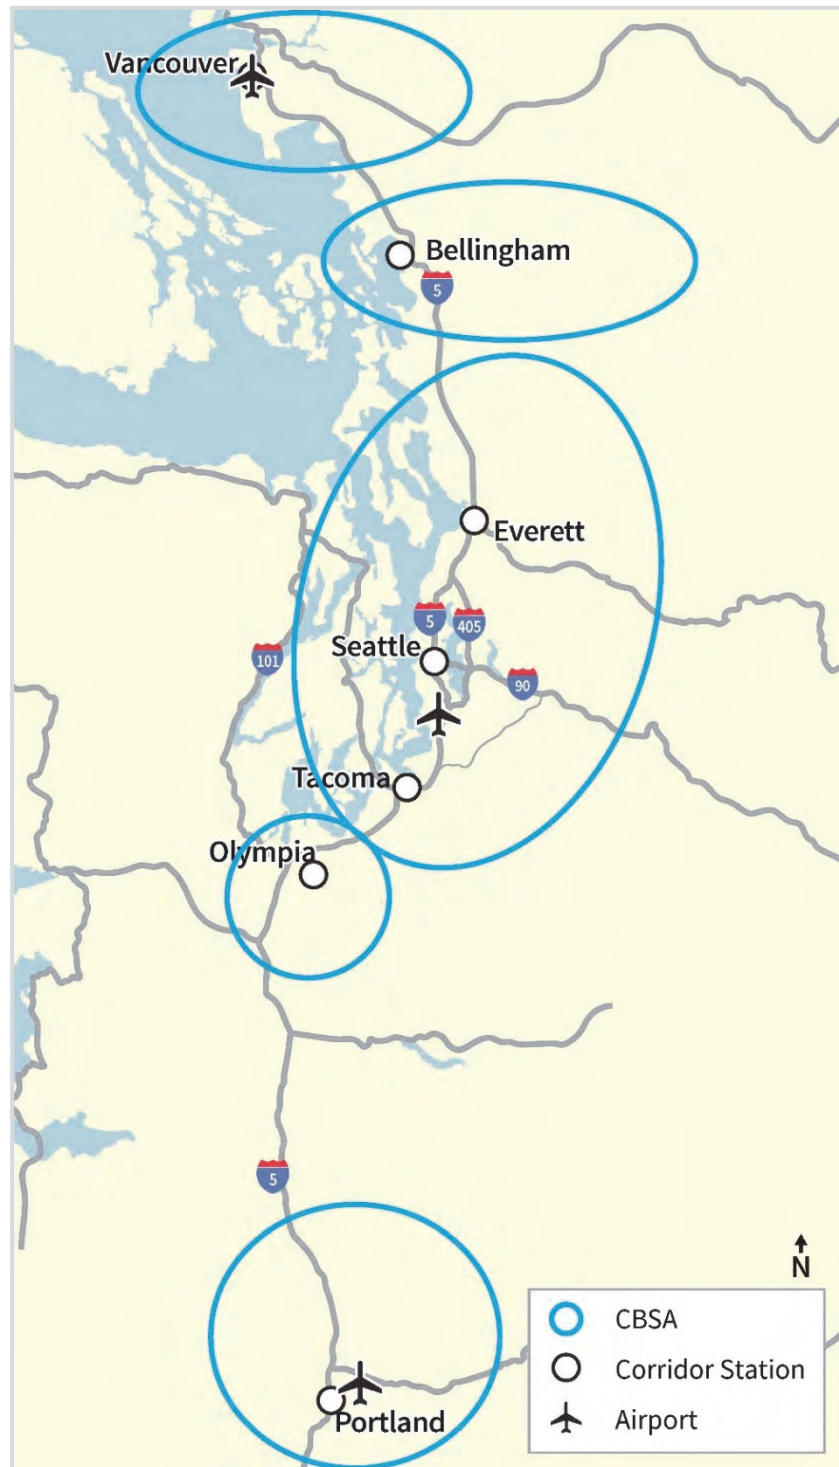 Vancouver
Bellingham
5
Everett
5
405
Seattle
101
90
Tacoma
Olympia
5
N
CBSA
Corridor Station
Airport
Portland